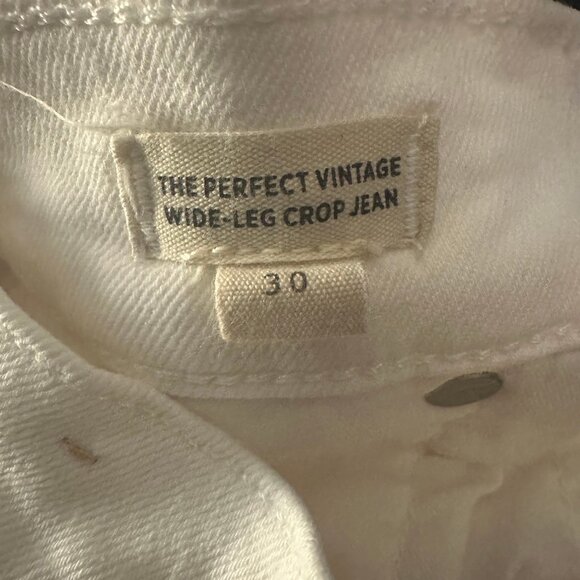 THE PERFECT VINTAGE
WIDE-LEG CROP JEAN
30